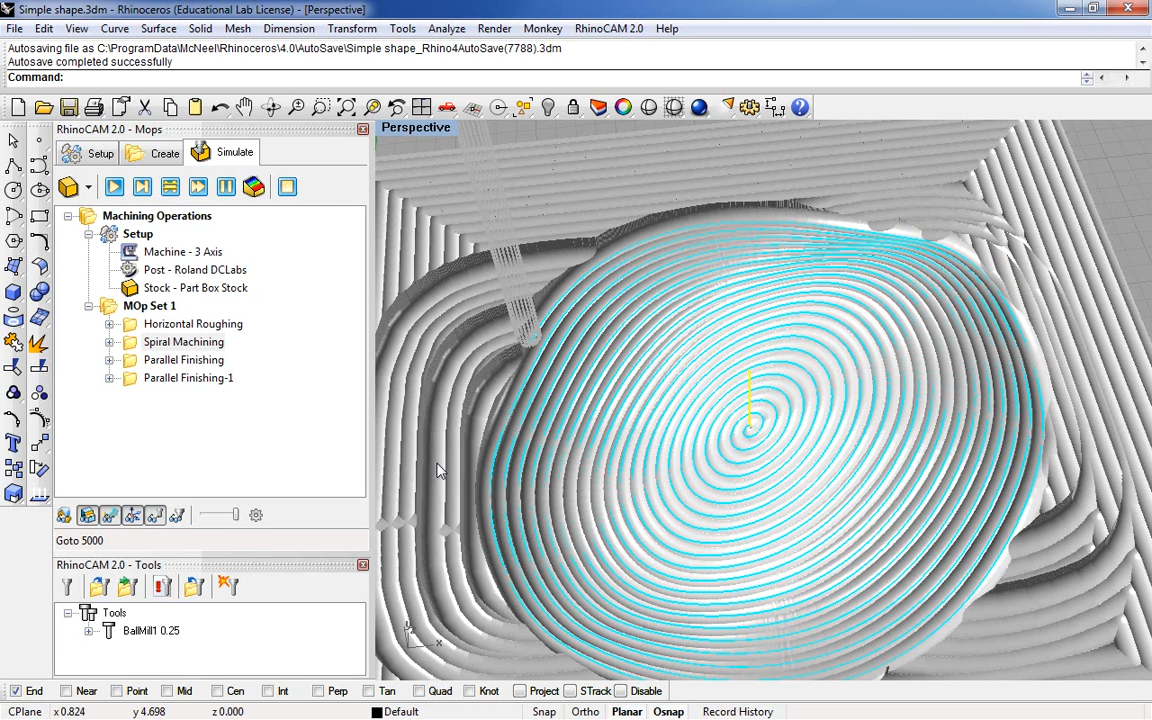 Simple shape.3dm - Rhinoceros (Educational Lab License) - [Perspective]
File Edit View Curve Surface Solid Mesh Dimension Transform Tools Analyze Render Monkey RhinoCAM 2.0 Help
Autosaving file as C:\ProgramData\McNeel\Rhinoceros\4.0\AutoSave\Simple shape_Rhino4AutoSave(7788).3dm
Autosave completed successfully
Command:
RhinoCAM 2.0 - Mops
Perspective
Setup Create Simulate
Machining Operations
Setup
Machine - 3 Axis
Post - Roland DCLabs
Stock - Part Box Stock
MOp Set 1
Horizontal Roughing
Spiral Machining
Parallel Finishing
Parallel Finishing-1
Goto 5000
RhinoCAM 2.0 - Tools
Tools
BallMill1 0.25
x
End Near Point Mid Cen Int Perp Tan Quad Knot Project STrack Disable
CPlane x 0.824 y 4.698 z 0.000 Default Snap Ortho Planar Osnap Record History